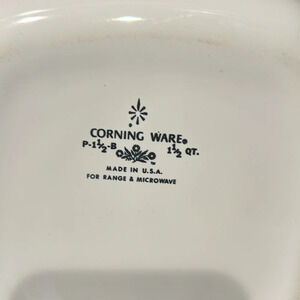 CORNING WARE®
P-1½-B 1½ QT.
MADE IN U.S.A.
FOR RANGE & MICROWAVE